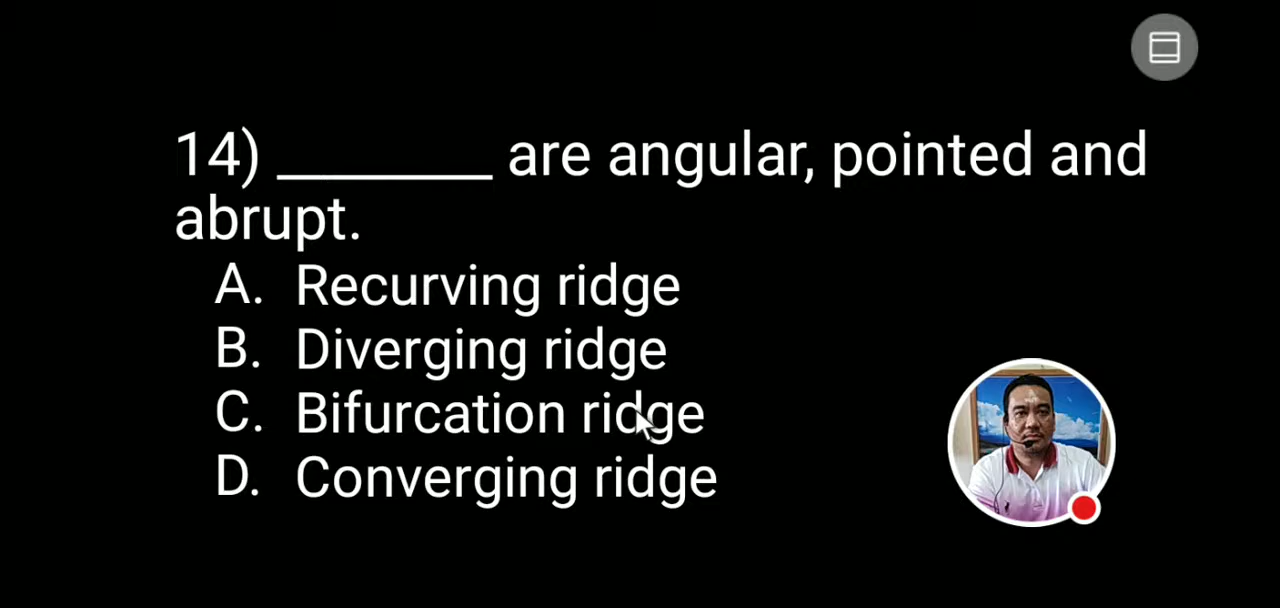 14) ________ are angular, pointed and
abrupt.
A. Recurving ridge
B. Diverging ridge
C. Bifurcation ridge
D. Converging ridge